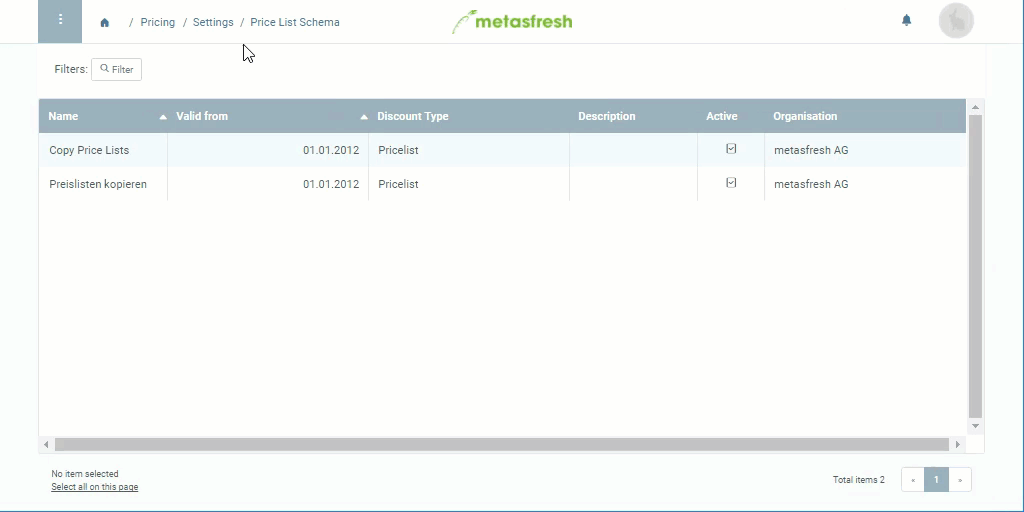 / Pricing / Settings / Price List Schema
metasfresh
Filters: Filter
Name Valid from Discount Type Description Active Organisation
Copy Price Lists 01.01.2012 Pricelist metasfresh AG
Preislisten kopieren 01.01.2012 Pricelist metasfresh AG
No item selected
Select all on this page
Total items 2 « 1 »